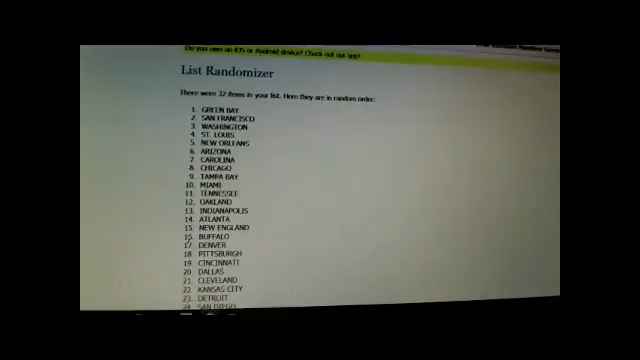 Do you own an iOS or Android device? Check out our app!
List Randomizer
There were 32 items in your list. Here they are in random order:
1. GREEN BAY
2. SAN FRANCISCO
3. WASHINGTON
4. ST. LOUIS
5. NEW ORLEANS
6. ARIZONA
7. CAROLINA
8. CHICAGO
9. TAMPA BAY
10. MIAMI
11. TENNESSEE
12. OAKLAND
13. INDIANAPOLIS
14. ATLANTA
15. NEW ENGLAND
16. BUFFALO
17. DENVER
18. PITTSBURGH
19. CINCINNATI
20. DALLAS
21. CLEVELAND
22. KANSAS CITY
23. DETROIT
24. SAN DIEGO